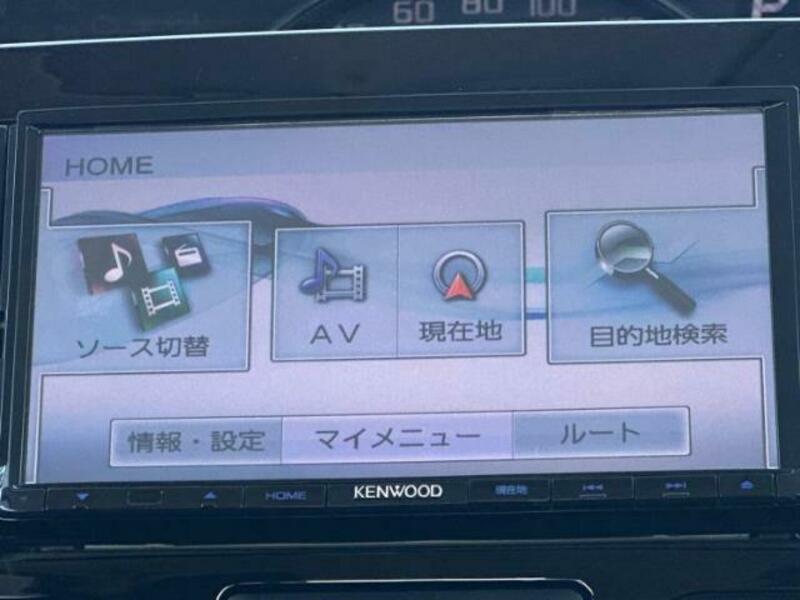 60 80 100
P
HOME
ソース切替
AV
現在地
目的地検索
情報・設定
マイメニュー
ルート
HOME
KENWOOD
現在地